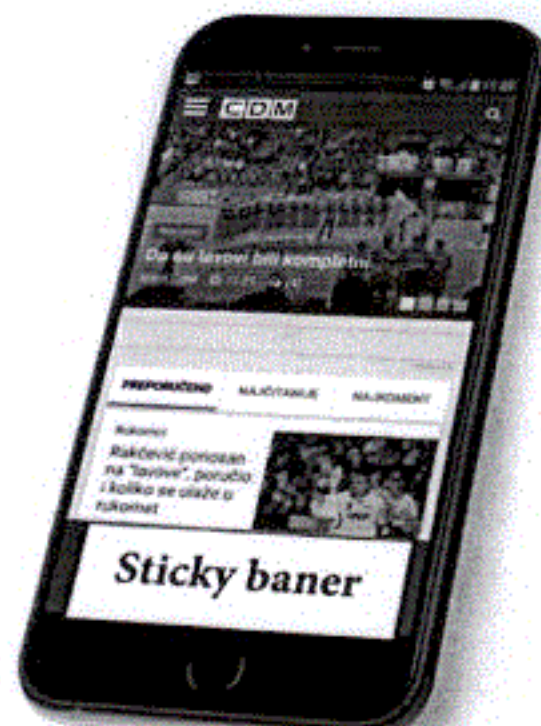 CDM
Da su lavovi bili kompletni
PREPORUČENO NAJČITANIJE NAJKOMENT
Rukomet
Rakčević ponosan
na "lavove", poručio
i koliko se ulaže u
rukomet
Sticky baner